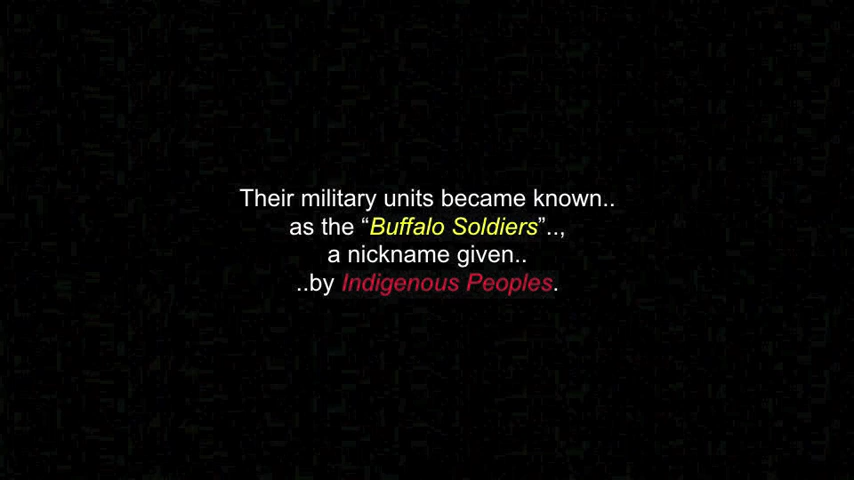 Their military units became known..
as the “Buffalo Soldiers”..,
a nickname given..
..by Indigenous Peoples.